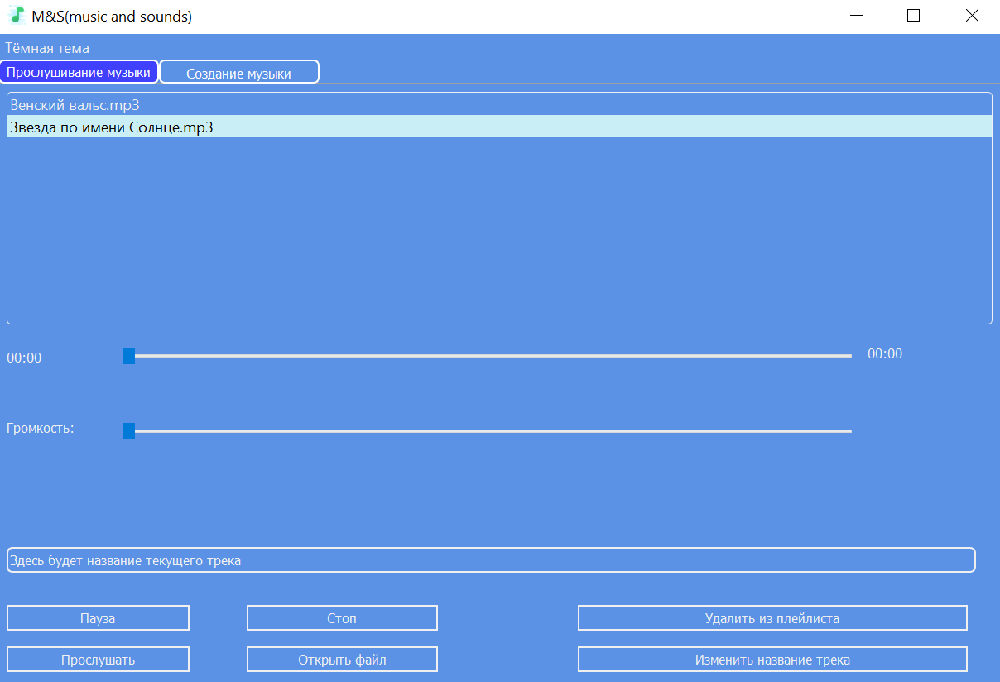 M&S(music and sounds)
Тёмная тема
Прослушивание музыки Создание музыки
Венский вальс.mp3
Звезда по имени Солнце.mp3
00:00 00:00
Громкость:
Здесь будет название текущего трека
Пауза Стоп Удалить из плейлиста
Прослушать Открыть файл Изменить название трека